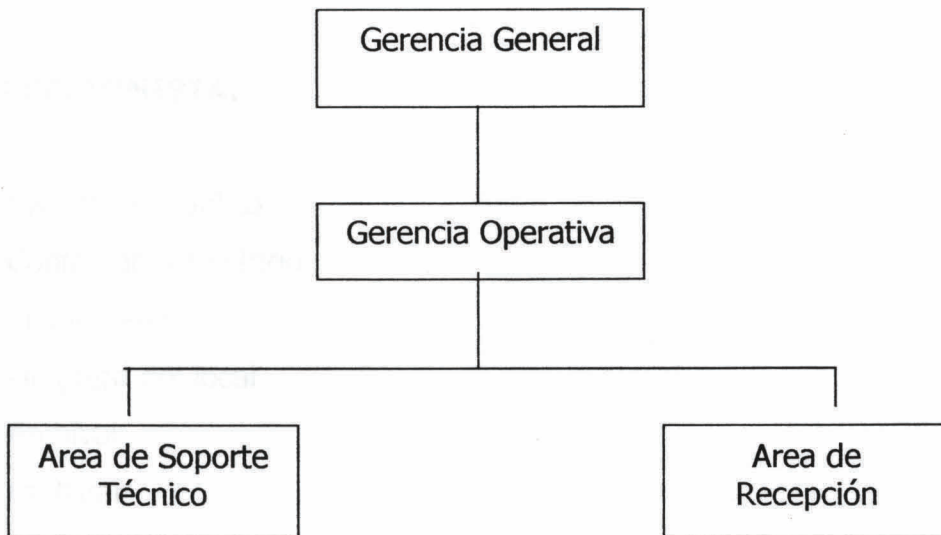 Gerencia General
Gerencia Operativa
Area de Soporte
Técnico
Area de
Recepción